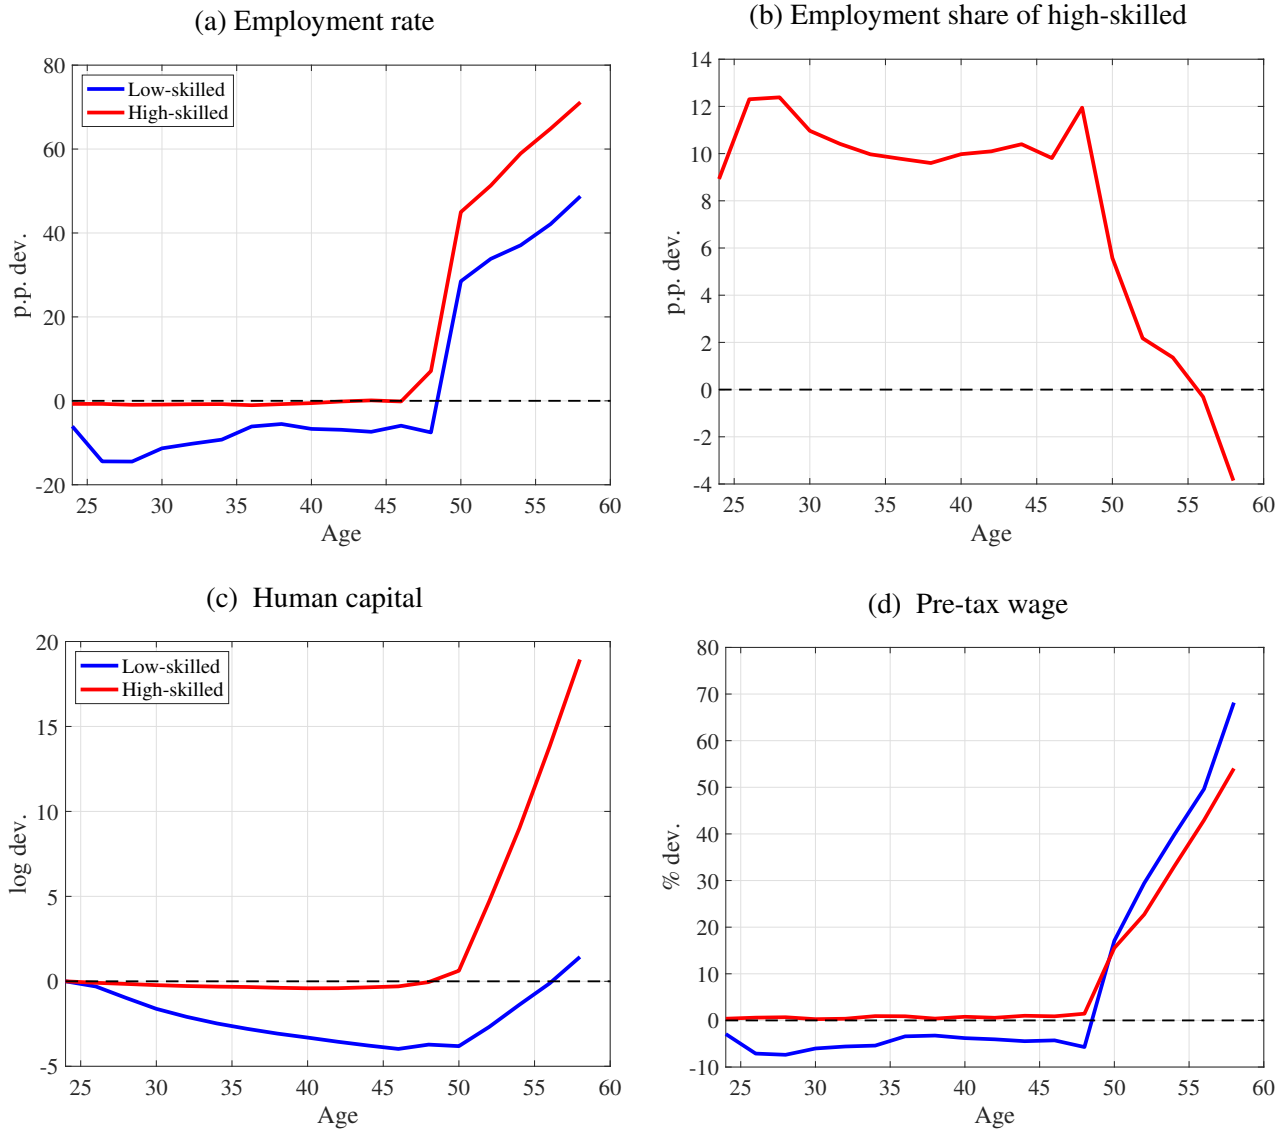 (a) Employment rate
80
60
40
20
0
-20
p.p. dev.
Low-skilled
High-skilled
25 30 35 40 45 50 55 60
Age
(b) Employment share of high-skilled
14
12
10
8
6
4
2
0
-2
-4
p.p. dev.
25 30 35 40 45 50 55 60
Age
(c) Human capital
20
15
10
5
0
-5
log dev.
Low-skilled
High-skilled
25 30 35 40 45 50 55 60
Age
(d) Pre-tax wage
80
70
60
50
40
30
20
10
0
-10
% dev.
25 30 35 40 45 50 55 60
Age